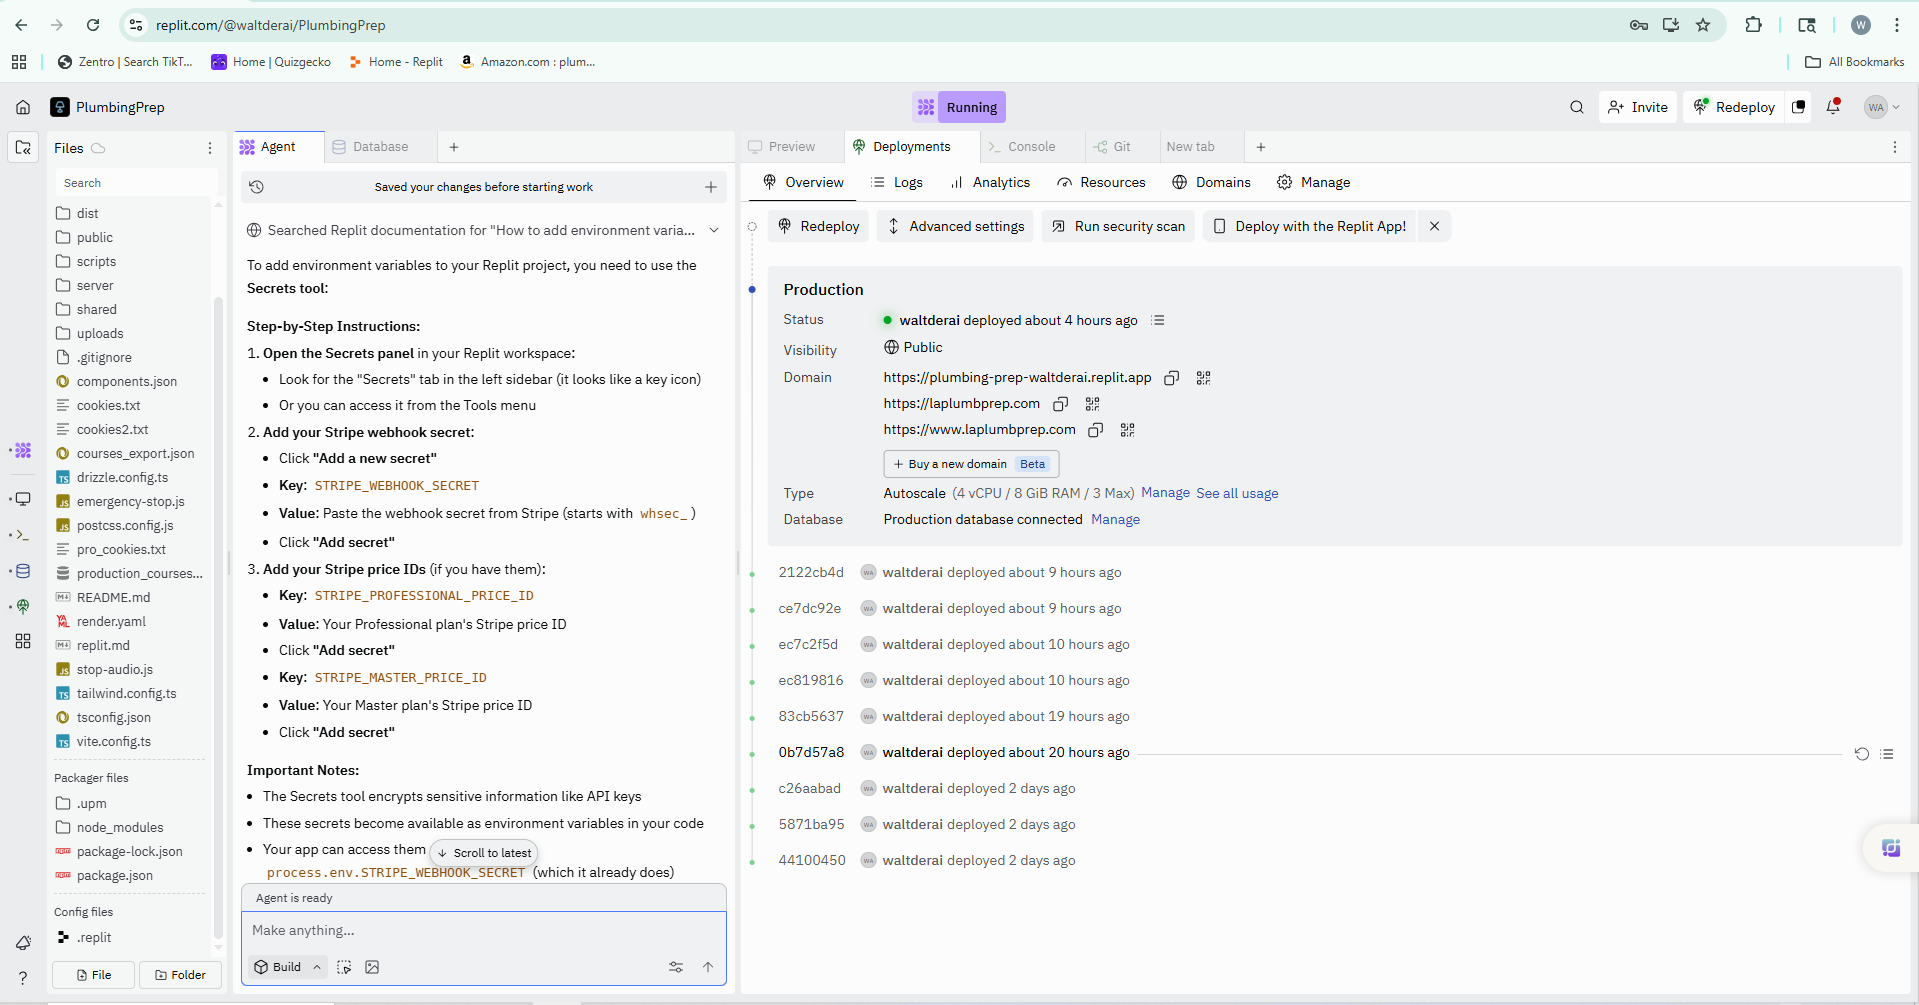 replit.com/@waltderai/PlumbingPrep
W
Zentro | Search TikT...
Home | Quizgecko
Home - Replit
Amazon.com : plum...
All Bookmarks
PlumbingPrep
Running
Invite
Redeploy
WA
Files
Agent
Database
Preview
Deployments
Console
Git
New tab
Search
dist
public
scripts
server
shared
uploads
.gitignore
components.json
cookies.txt
cookies2.txt
courses_export.json
drizzle.config.ts
emergency-stop.js
postcss.config.js
pro_cookies.txt
production_courses...
README.md
render.yaml
replit.md
stop-audio.js
tailwind.config.ts
tsconfig.json
vite.config.ts
Packager files
.upm
node_modules
package-lock.json
package.json
Config files
.replit
File
Folder
Saved your changes before starting work
Searched Replit documentation for "How to add environment varia...
To add environment variables to your Replit project, you need to use the
Secrets tool:
Step-by-Step Instructions:
1. Open the Secrets panel in your Replit workspace:
• Look for the "Secrets" tab in the left sidebar (it looks like a key icon)
• Or you can access it from the Tools menu
2. Add your Stripe webhook secret:
• Click "Add a new secret"
• Key: STRIPE_WEBHOOK_SECRET
• Value: Paste the webhook secret from Stripe (starts with whsec_ )
• Click "Add secret"
3. Add your Stripe price IDs (if you have them):
• Key: STRIPE_PROFESSIONAL_PRICE_ID
• Value: Your Professional plan's Stripe price ID
• Click "Add secret"
• Key: STRIPE_MASTER_PRICE_ID
• Value: Your Master plan's Stripe price ID
• Click "Add secret"
Important Notes:
• The Secrets tool encrypts sensitive information like API keys
• These secrets become available as environment variables in your code
• Your app can access them
Scroll to latest
process.env.STRIPE_WEBHOOK_SECRET (which it already does)
Agent is ready
Make anything...
Build
Overview
Logs
Analytics
Resources
Domains
Manage
Redeploy
Advanced settings
Run security scan
Deploy with the Replit App!
Production
Status
waltderai deployed about 4 hours ago
Visibility
Public
Domain
https://plumbing-prep-waltderai.replit.app
https://laplumbprep.com
https://www.laplumbprep.com
+ Buy a new domain Beta
Type
Autoscale (4 vCPU / 8 GiB RAM / 3 Max) Manage See all usage
Database
Production database connected Manage
2122cb4d WA waltderai deployed about 9 hours ago
ce7dc92e WA waltderai deployed about 9 hours ago
ec7c2f5d WA waltderai deployed about 10 hours ago
ec819816 WA waltderai deployed about 10 hours ago
83cb5637 WA waltderai deployed about 19 hours ago
0b7d57a8 WA waltderai deployed about 20 hours ago
c26aabad WA waltderai deployed 2 days ago
5871ba95 WA waltderai deployed 2 days ago
44100450 WA waltderai deployed 2 days ago